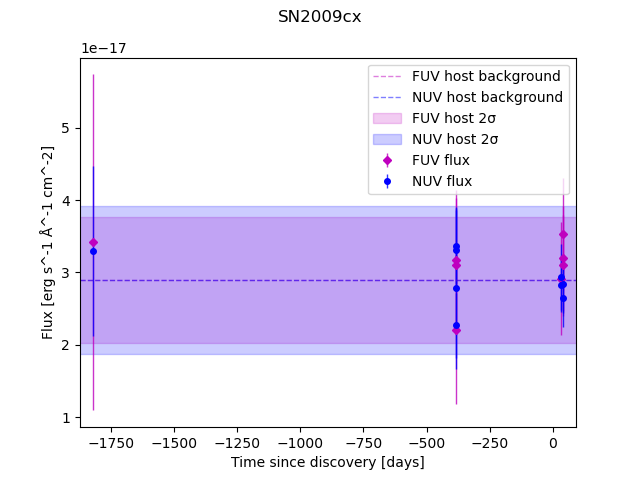 SN2009cx
1e−17
FUV host background
NUV host background
FUV host 2σ
NUV host 2σ
FUV flux
NUV flux
5
4
3
2
1
Flux [erg s^-1 Å^-1 cm^-2]
−1750 −1500 −1250 −1000 −750 −500 −250 0
Time since discovery [days]